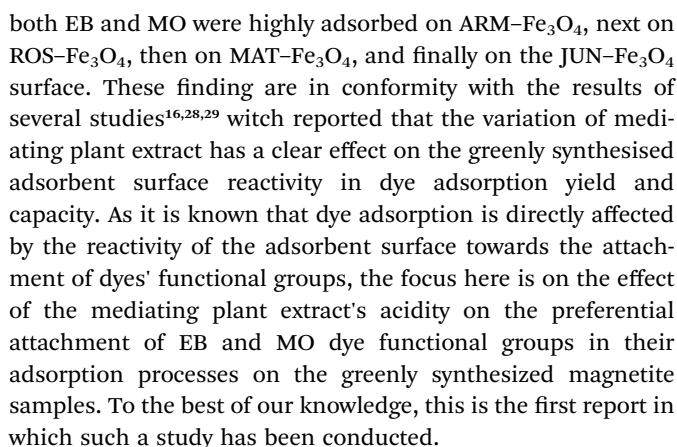 both EB and MO were highly adsorbed on ARM–Fe₃O₄, next on
ROS–Fe₃O₄, then on MAT–Fe₃O₄, and finally on the JUN–Fe₃O₄
surface. These finding are in conformity with the results of
several studies¹⁶,²⁸,²⁹ witch reported that the variation of medi-
ating plant extract has a clear effect on the greenly synthesised
adsorbent surface reactivity in dye adsorption yield and
capacity. As it is known that dye adsorption is directly affected
by the reactivity of the adsorbent surface towards the attach-
ment of dyes' functional groups, the focus here is on the effect
of the mediating plant extract's acidity on the preferential
attachment of EB and MO dye functional groups in their
adsorption processes on the greenly synthesized magnetite
samples. To the best of our knowledge, this is the first report in
which such a study has been conducted.